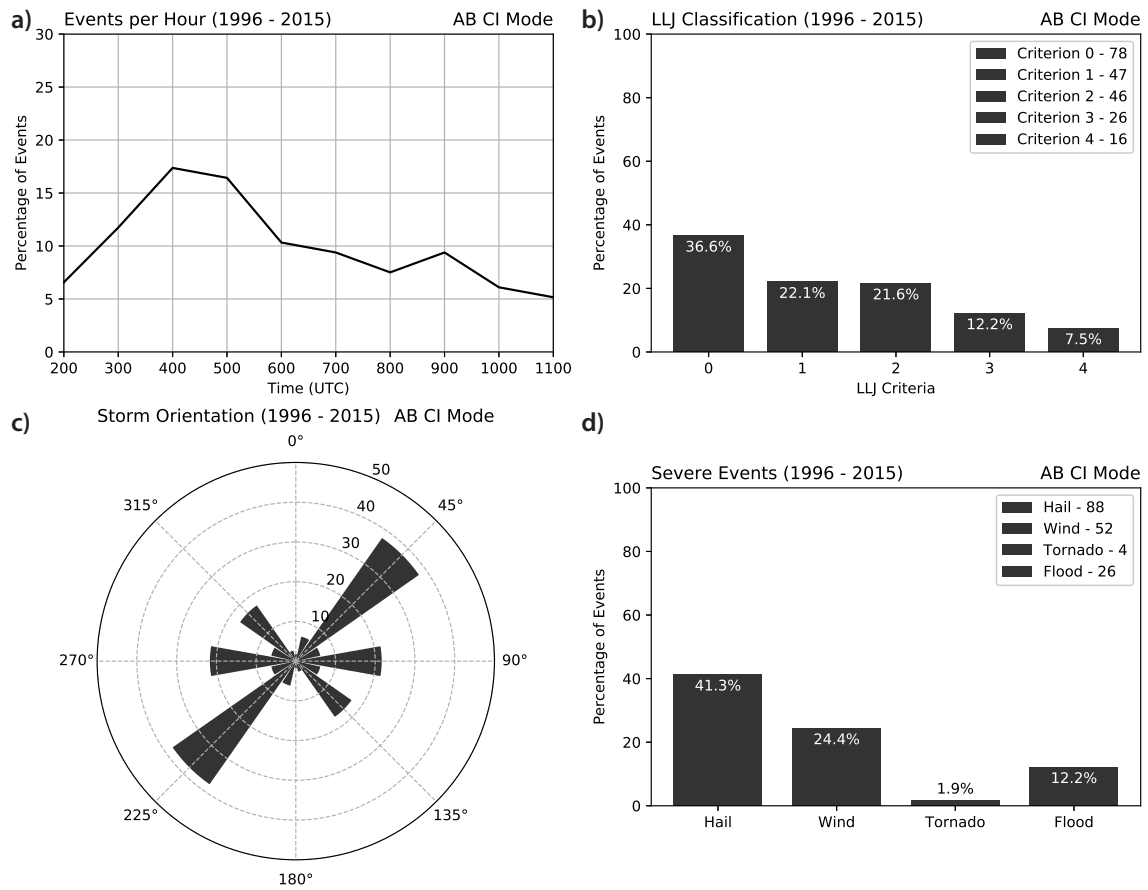 a)
Events per Hour (1996 - 2015) AB CI Mode
30
25
20
15
10
5
0
Percentage of Events
200 300 400 500 600 700 800 900 1000 1100
Time (UTC)
b)
LLJ Classification (1996 - 2015) AB CI Mode
100
80
60
40
20
0
Percentage of Events
Criterion 0 - 78
Criterion 1 - 47
Criterion 2 - 46
Criterion 3 - 26
Criterion 4 - 16
36.6%
22.1%
21.6%
12.2%
7.5%
0 1 2 3 4
LLJ Criteria
c)
Storm Orientation (1996 - 2015) AB CI Mode
0°
45°
90°
135°
180°
225°
270°
315°
50
40
30
20
10
d)
Severe Events (1996 - 2015) AB CI Mode
100
80
60
40
20
0
Percentage of Events
Hail - 88
Wind - 52
Tornado - 4
Flood - 26
41.3%
24.4%
1.9%
12.2%
Hail Wind Tornado Flood